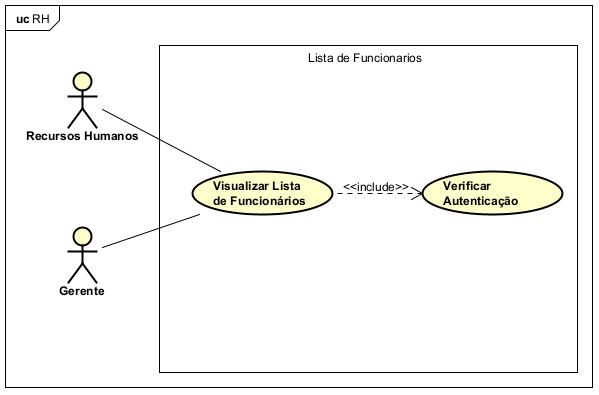 uc RH
Lista de Funcionarios
Recursos Humanos
Visualizar Lista
de Funcionários
<<include>>
Verificar
Autenticação
Gerente